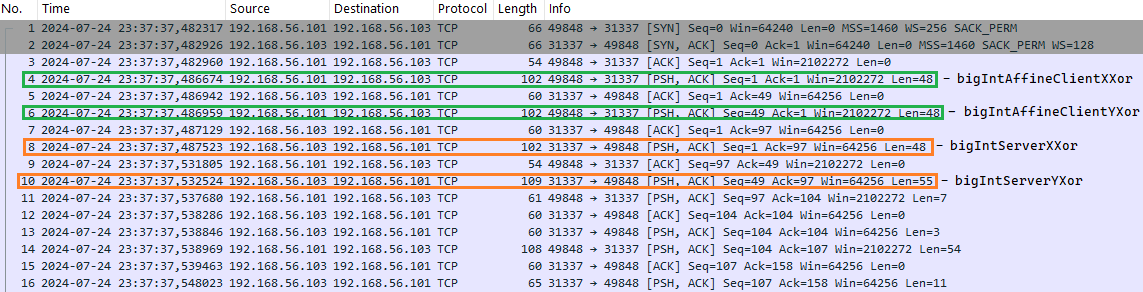 No. Time Source Destination Protocol Length Info
1 2024-07-24 23:37:37,482317 192.168.56.101 192.168.56.103 TCP 66 49848 → 31337 [SYN] Seq=0 Win=64240 Len=0 MSS=1460 WS=256 SACK_PERM
2 2024-07-24 23:37:37,482926 192.168.56.103 192.168.56.101 TCP 66 31337 → 49848 [SYN, ACK] Seq=0 Ack=1 Win=64240 Len=0 MSS=1460 SACK_PERM WS=128
3 2024-07-24 23:37:37,482960 192.168.56.101 192.168.56.103 TCP 54 49848 → 31337 [ACK] Seq=1 Ack=1 Win=2102272 Len=0
4 2024-07-24 23:37:37,486674 192.168.56.101 192.168.56.103 TCP 102 49848 → 31337 [PSH, ACK] Seq=1 Ack=1 Win=2102272 Len=48 - bigIntAffineClientXXor
5 2024-07-24 23:37:37,486942 192.168.56.103 192.168.56.101 TCP 60 31337 → 49848 [ACK] Seq=1 Ack=49 Win=64256 Len=0
6 2024-07-24 23:37:37,486959 192.168.56.101 192.168.56.103 TCP 102 49848 → 31337 [PSH, ACK] Seq=49 Ack=1 Win=2102272 Len=48 - bigIntAffineClientYXor
7 2024-07-24 23:37:37,487129 192.168.56.103 192.168.56.101 TCP 60 31337 → 49848 [ACK] Seq=1 Ack=97 Win=64256 Len=0
8 2024-07-24 23:37:37,487523 192.168.56.103 192.168.56.101 TCP 102 31337 → 49848 [PSH, ACK] Seq=1 Ack=97 Win=64256 Len=48 - bigIntServerXXor
9 2024-07-24 23:37:37,531805 192.168.56.101 192.168.56.103 TCP 54 49848 → 31337 [ACK] Seq=97 Ack=49 Win=2102272 Len=0
10 2024-07-24 23:37:37,532524 192.168.56.103 192.168.56.101 TCP 109 31337 → 49848 [PSH, ACK] Seq=49 Ack=97 Win=64256 Len=55 - bigIntServerYXor
11 2024-07-24 23:37:37,537680 192.168.56.101 192.168.56.103 TCP 61 49848 → 31337 [PSH, ACK] Seq=97 Ack=104 Win=2102272 Len=7
12 2024-07-24 23:37:37,538286 192.168.56.103 192.168.56.101 TCP 60 31337 → 49848 [ACK] Seq=104 Ack=104 Win=64256 Len=0
13 2024-07-24 23:37:37,538846 192.168.56.103 192.168.56.101 TCP 60 31337 → 49848 [PSH, ACK] Seq=104 Ack=104 Win=64256 Len=3
14 2024-07-24 23:37:37,538969 192.168.56.101 192.168.56.103 TCP 108 49848 → 31337 [PSH, ACK] Seq=104 Ack=107 Win=2102272 Len=54
15 2024-07-24 23:37:37,539463 192.168.56.103 192.168.56.101 TCP 60 31337 → 49848 [ACK] Seq=107 Ack=158 Win=64256 Len=0
16 2024-07-24 23:37:37,548023 192.168.56.103 192.168.56.101 TCP 65 31337 → 49848 [PSH, ACK] Seq=107 Ack=158 Win=64256 Len=11